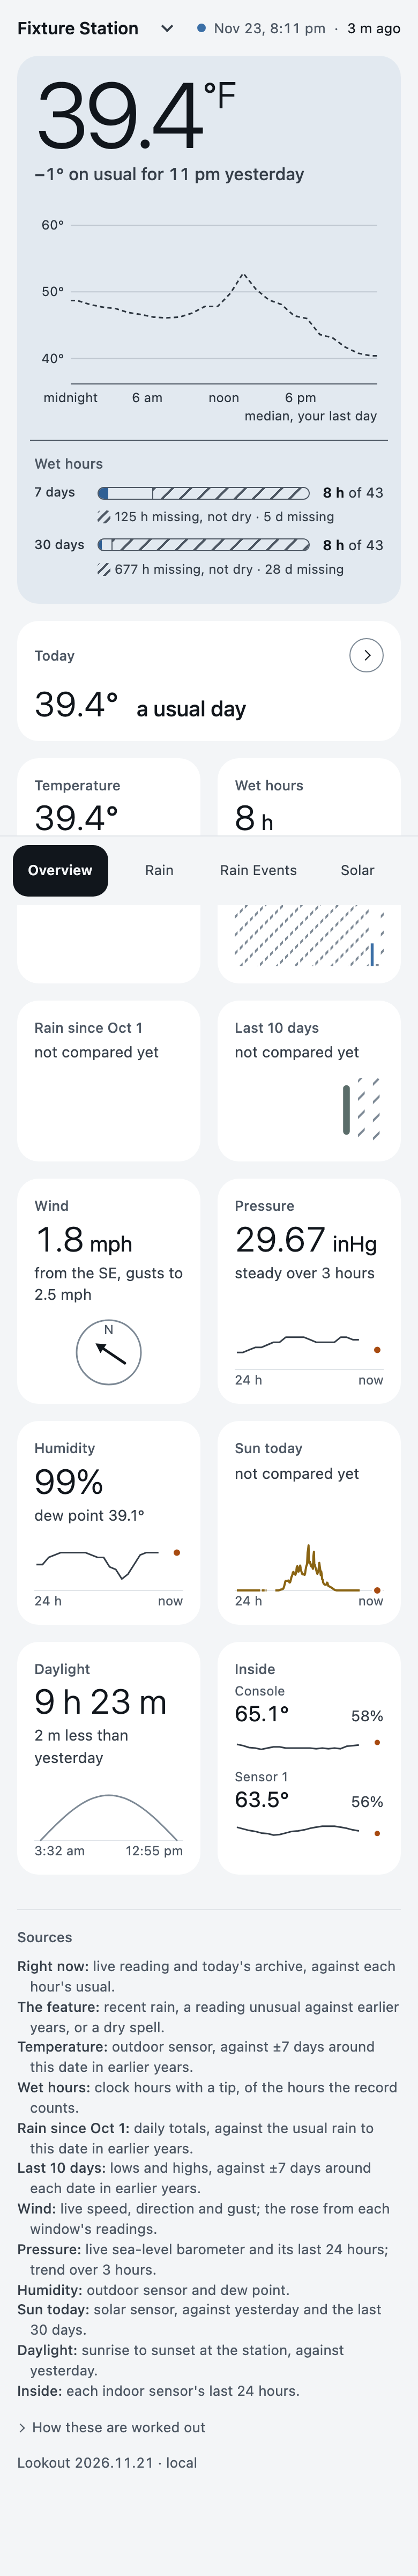 Fixture Station
Nov 23, 8:11 pm · 3 m ago
39.4°F
−1° on usual for 11 pm yesterday
60°
50°
40°
midnight 6 am noon 6 pm
median, your last day
Wet hours
7 days 8 h of 43
125 h missing, not dry · 5 d missing
30 days 8 h of 43
677 h missing, not dry · 28 d missing
Today
39.4° a usual day
Temperature
39.4°
Wet hours
8 h
Overview Rain Rain Events Solar
Rain since Oct 1
not compared yet
Last 10 days
not compared yet
Wind
1.8 mph
from the SE, gusts to
2.5 mph
N
Pressure
29.67 inHg
steady over 3 hours
24 h now
Humidity
99%
dew point 39.1°
24 h now
Sun today
not compared yet
24 h now
Daylight
9 h 23 m
2 m less than
yesterday
3:32 am 12:55 pm
Inside
Console
65.1° 58%
Sensor 1
63.5° 56%
Sources
Right now: live reading and today's archive, against each
hour's usual.
The feature: recent rain, a reading unusual against earlier
years, or a dry spell.
Temperature: outdoor sensor, against ±7 days around
this date in earlier years.
Wet hours: clock hours with a tip, of the hours the record
counts.
Rain since Oct 1: daily totals, against the usual rain to
this date in earlier years.
Last 10 days: lows and highs, against ±7 days around
each date in earlier years.
Wind: live speed, direction and gust; the rose from each
window's readings.
Pressure: live sea-level barometer and its last 24 hours;
trend over 3 hours.
Humidity: outdoor sensor and dew point.
Sun today: solar sensor, against yesterday and the last
30 days.
Daylight: sunrise to sunset at the station, against
yesterday.
Inside: each indoor sensor's last 24 hours.
How these are worked out
Lookout 2026.11.21 · local